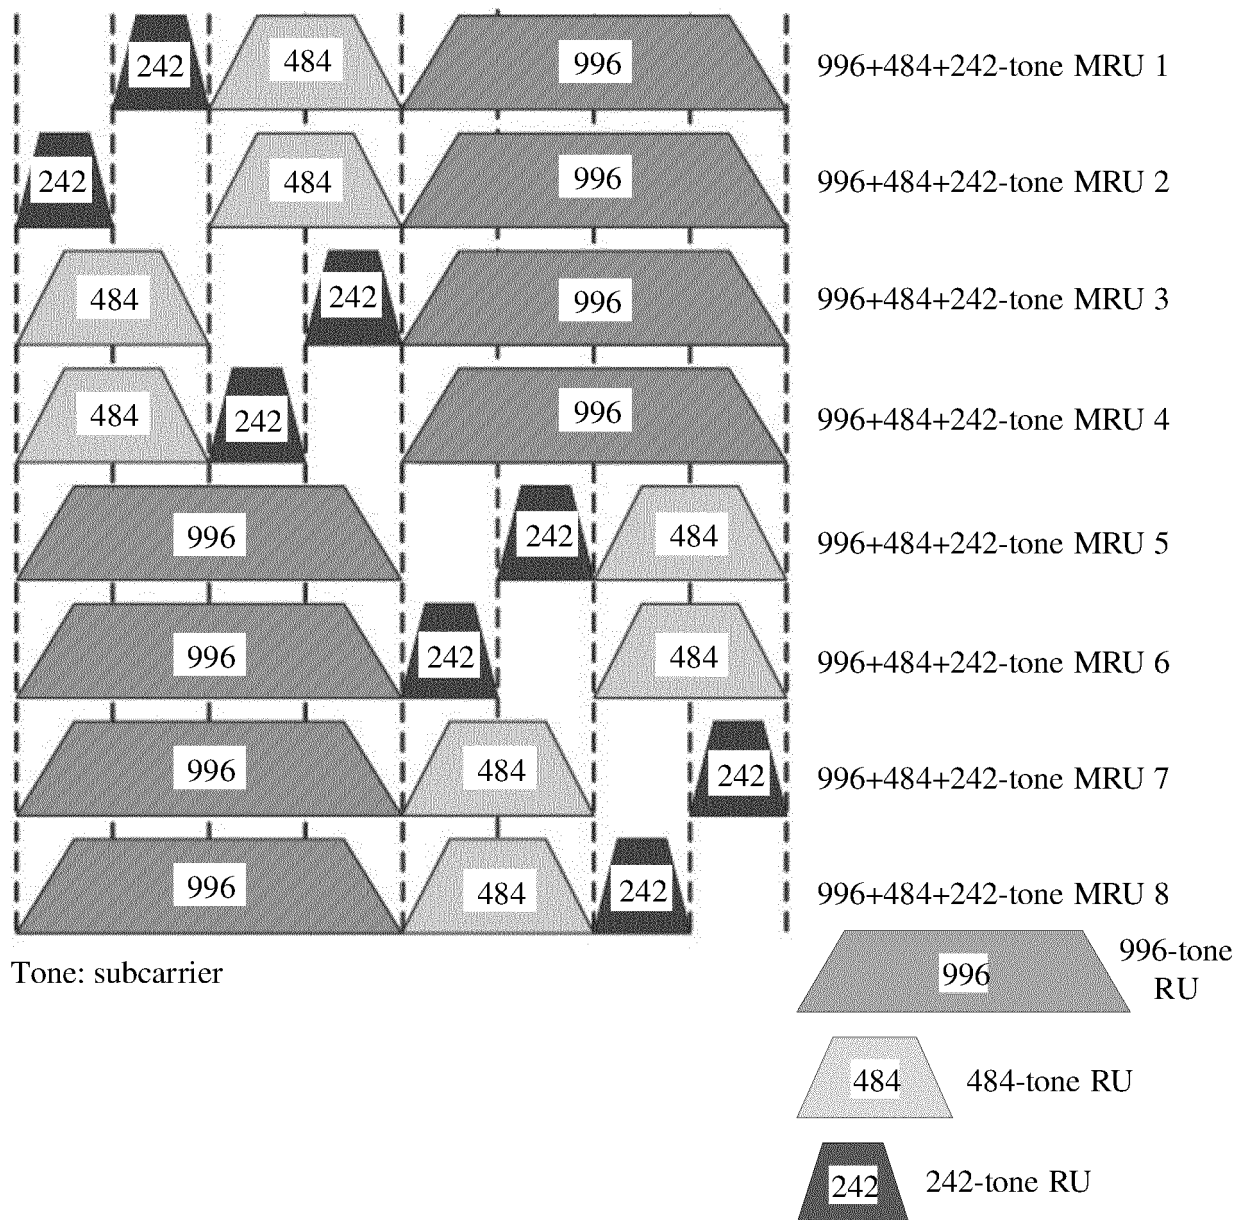 242 484 996 996+484+242-tone MRU 1
242 484 996 996+484+242-tone MRU 2
484 242 996 996+484+242-tone MRU 3
484 242 996 996+484+242-tone MRU 4
996 242 484 996+484+242-tone MRU 5
996 242 484 996+484+242-tone MRU 6
996 484 242 996+484+242-tone MRU 7
996 484 242 996+484+242-tone MRU 8
Tone: subcarrier
996 996-tone
RU
484 484-tone RU
242 242-tone RU